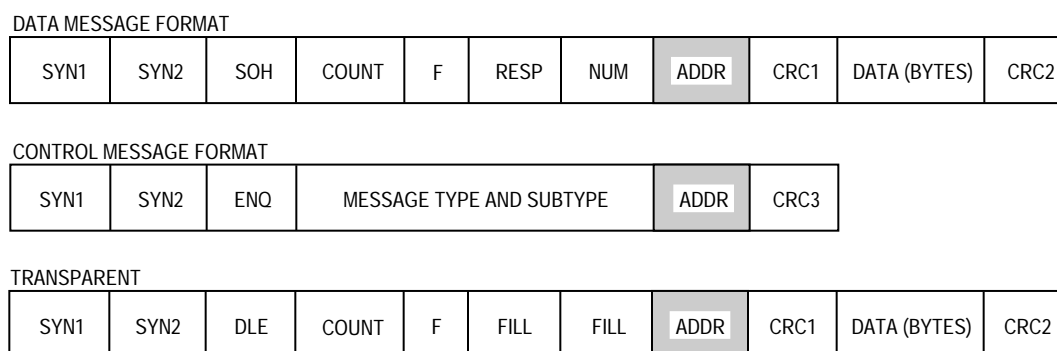 DATA MESSAGE FORMAT
SYN1 SYN2 SOH COUNT F RESP NUM ADDR CRC1 DATA (BYTES) CRC2
CONTROL MESSAGE FORMAT
SYN1 SYN2 ENQ MESSAGE TYPE AND SUBTYPE ADDR CRC3
TRANSPARENT
SYN1 SYN2 DLE COUNT F FILL FILL ADDR CRC1 DATA (BYTES) CRC2